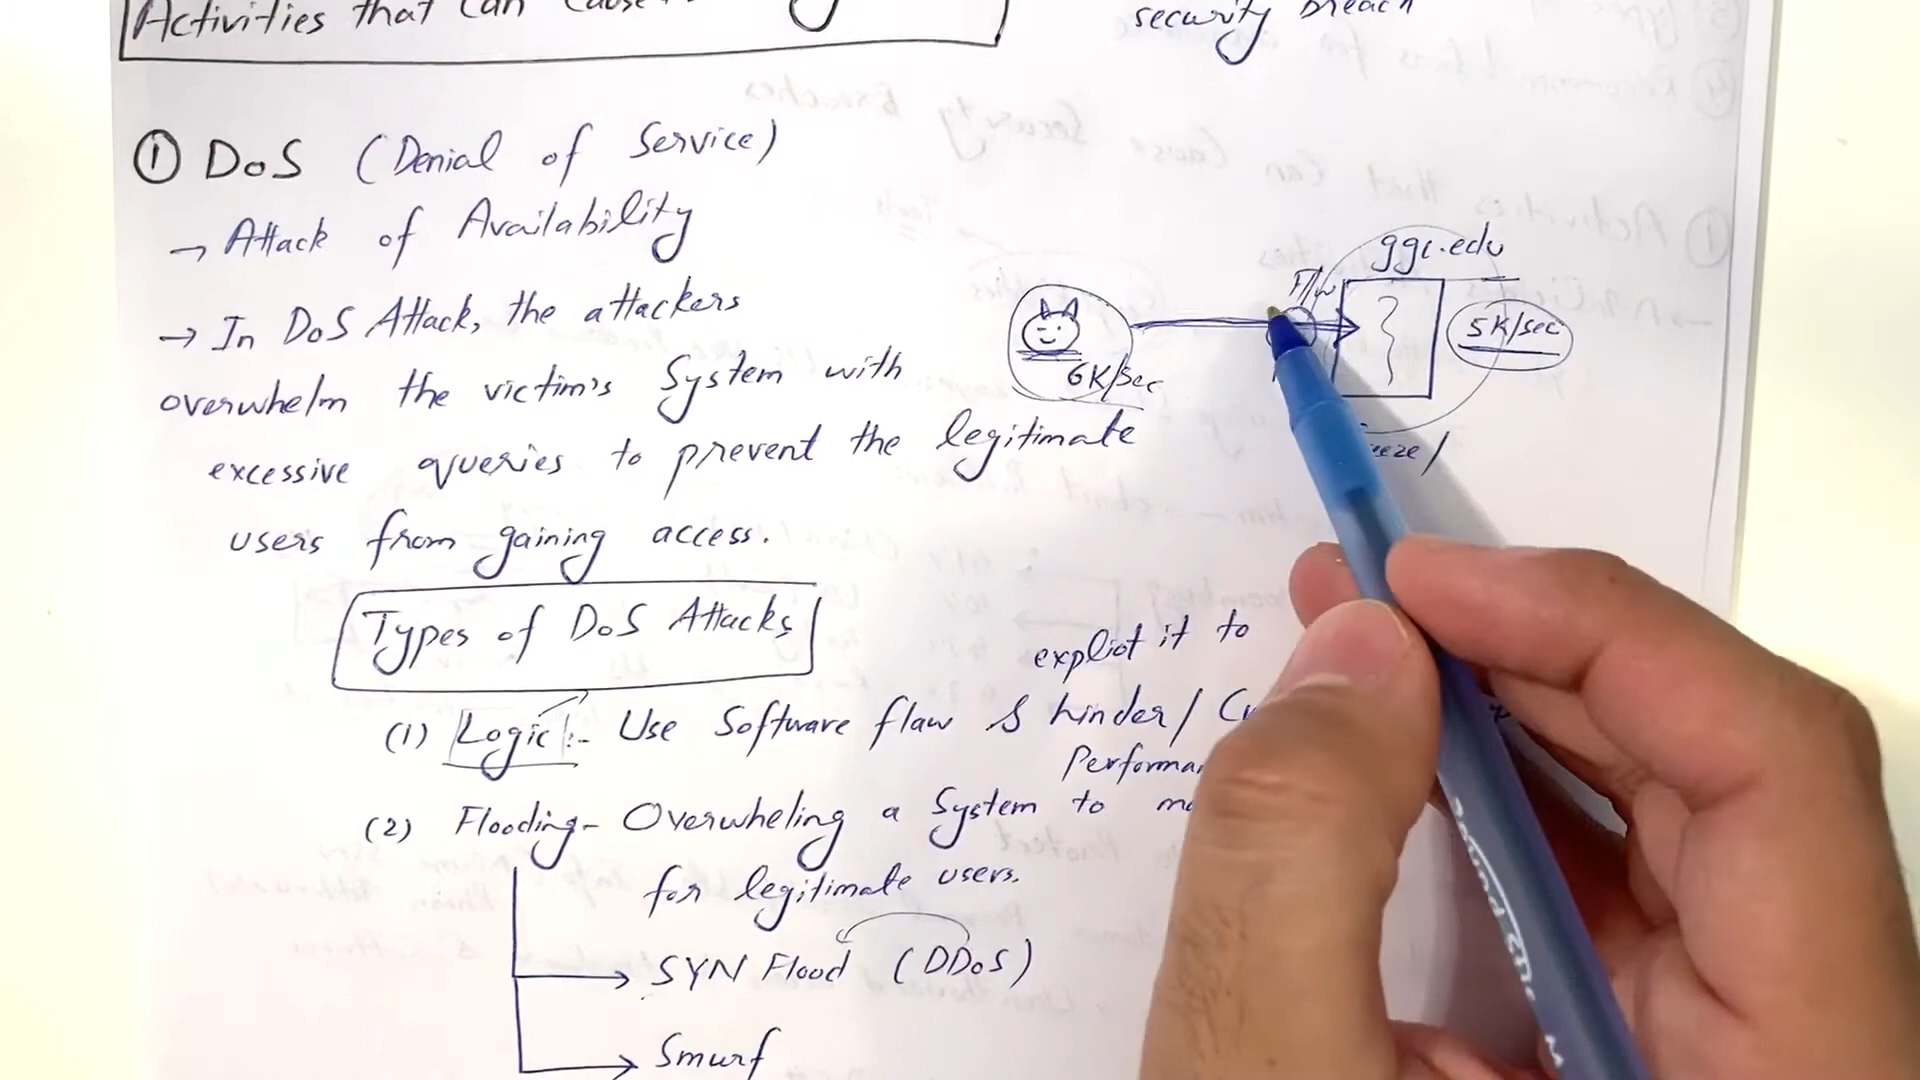 Activities that can cause
security breach
① DoS (Denial of Service)
→ Attack of Availability
→ In DoS Attack, the attackers
overwhelm the victim's System with
excessive queries to prevent the legitimate
users from gaining access.
ggc.edu
F/w
5K/sec
6K/sec
Types of DoS Attacks
expliot it to
(1) Logic :- Use Software flaw & hinder/
(2) Flooding - Overwheling a System to
for legitimate users.
→ SYN Flood (DDoS)
→ Smurf